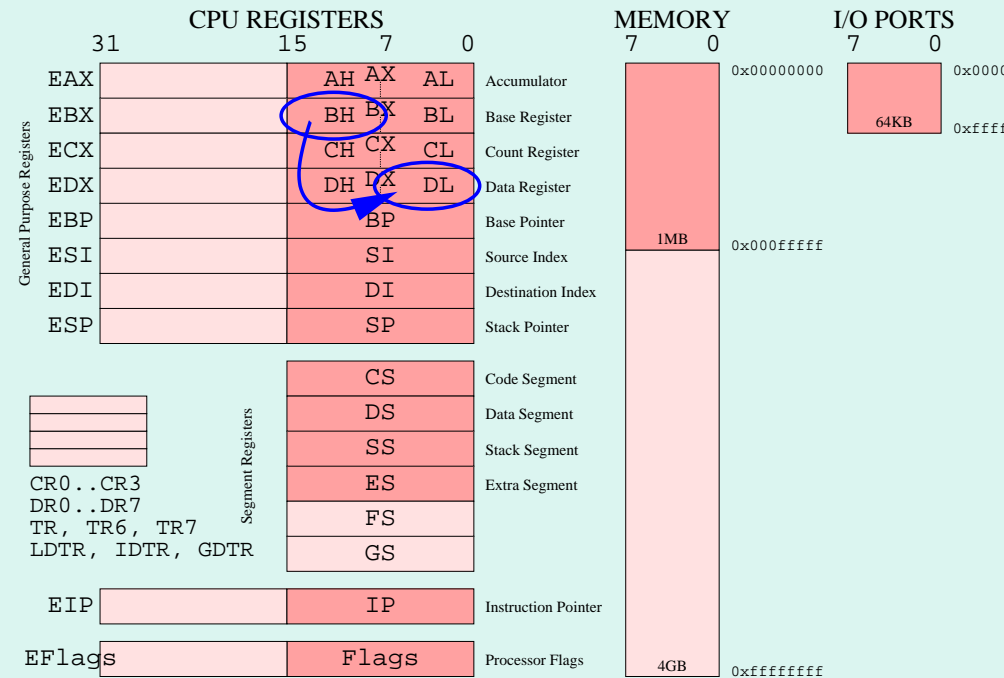 CPU REGISTERS
MEMORY
I/O PORTS
31 15 7 0
7 0
7 0
General Purpose Registers
EAX AH AX AL Accumulator
EBX BH BX BL Base Register
ECX CH CX CL Count Register
EDX DH DX DL Data Register
EBP BP Base Pointer
ESI SI Source Index
EDI DI Destination Index
ESP SP Stack Pointer
Segment Registers
CS Code Segment
DS Data Segment
SS Stack Segment
ES Extra Segment
FS
GS
CR0..CR3
DR0..DR7
TR, TR6, TR7
LDTR, IDTR, GDTR
EIP IP Instruction Pointer
EFlags Flags Processor Flags
0x00000000
1MB
0x000fffff
4GB
0xffffffff
0x0000
64KB
0xffff